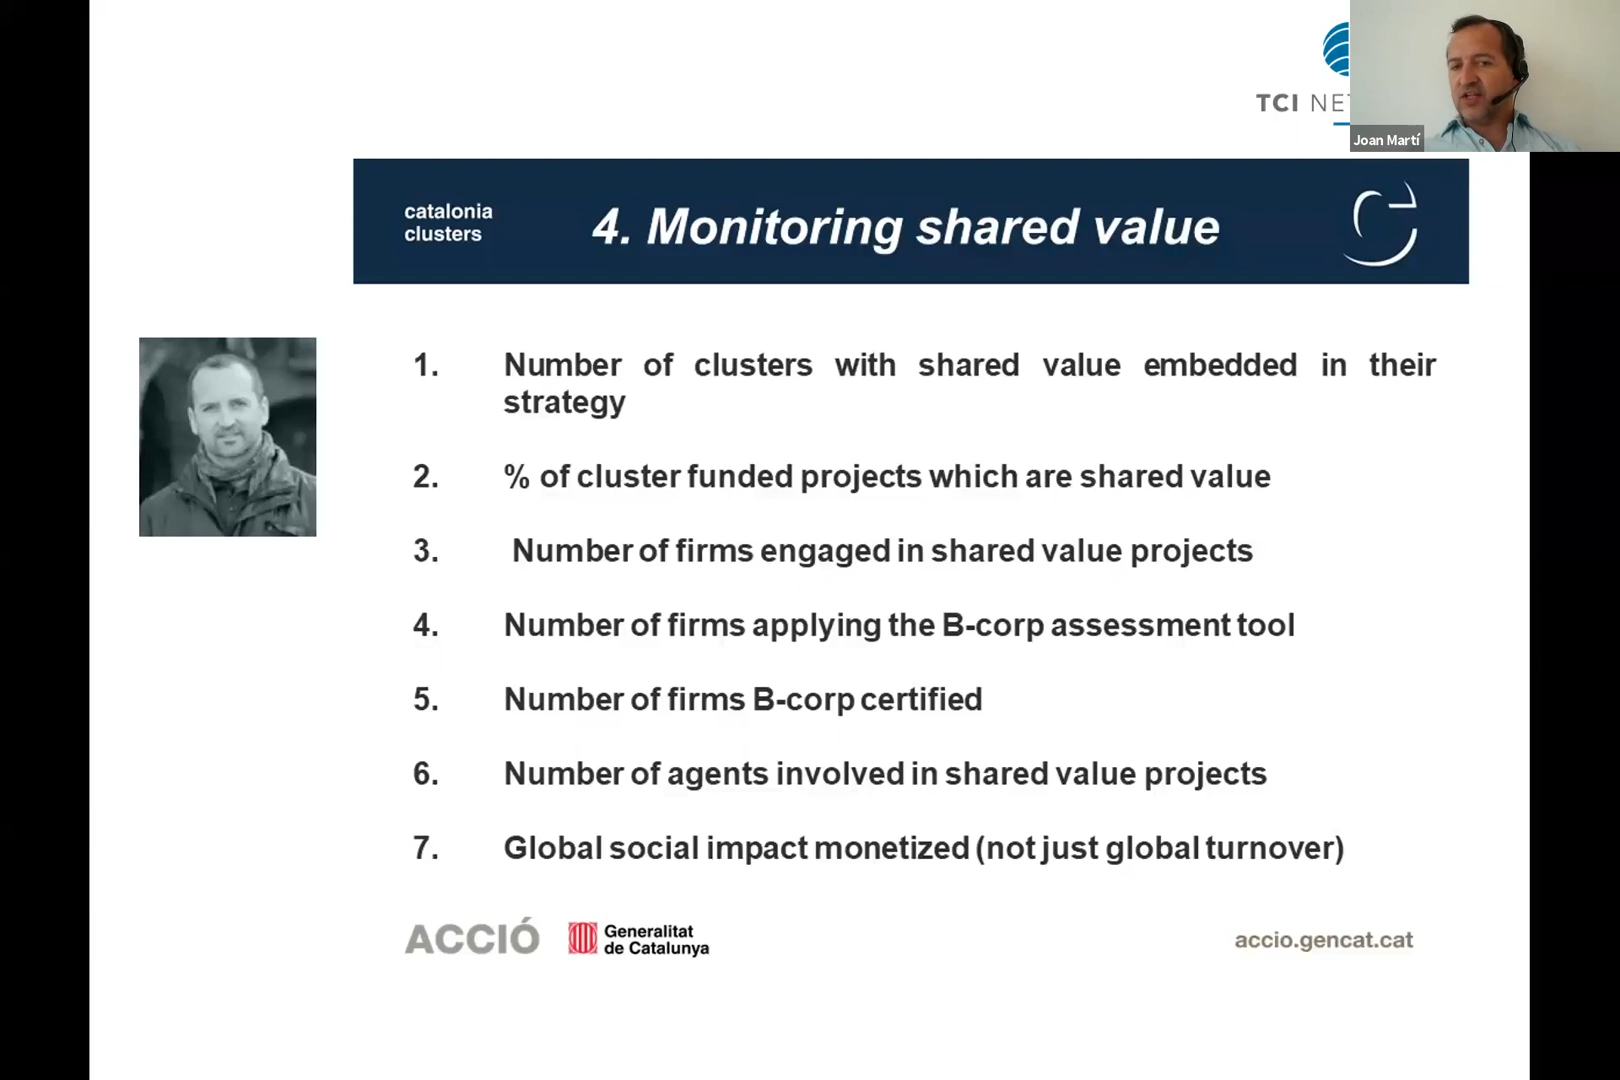 TCI NE
Joan Martí
catalonia
clusters
4. Monitoring shared value
1. Number of clusters with shared value embedded in their
strategy
2. % of cluster funded projects which are shared value
3. Number of firms engaged in shared value projects
4. Number of firms applying the B-corp assessment tool
5. Number of firms B-corp certified
6. Number of agents involved in shared value projects
7. Global social impact monetized (not just global turnover)
ACCIÓ
Generalitat
de Catalunya
accio.gencat.cat